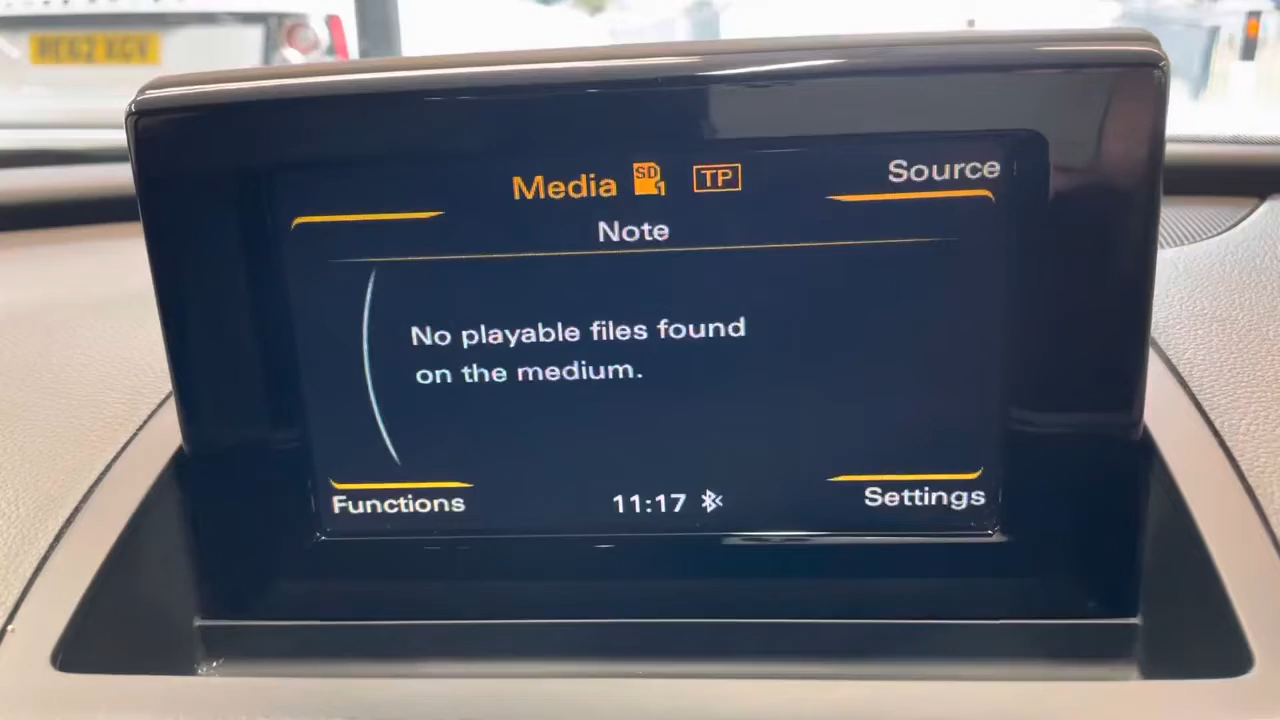 Media SD 1 TP
Source
Note
No playable files found
on the medium.
Functions
11:17
Settings